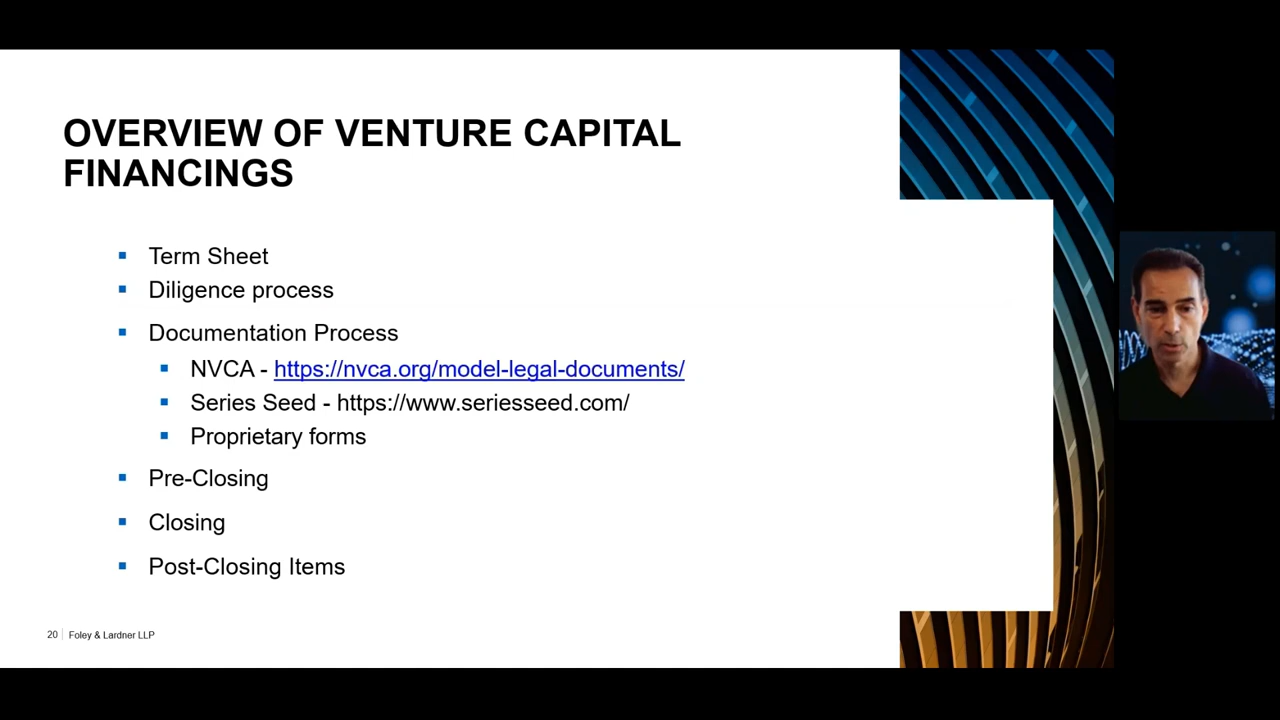 OVERVIEW OF VENTURE CAPITAL
FINANCINGS
▪ Term Sheet
▪ Diligence process
▪ Documentation Process
▪ NVCA - https://nvca.org/model-legal-documents/
▪ Series Seed - https://www.seriesseed.com/
▪ Proprietary forms
▪ Pre-Closing
▪ Closing
▪ Post-Closing Items
20 | Foley & Lardner LLP